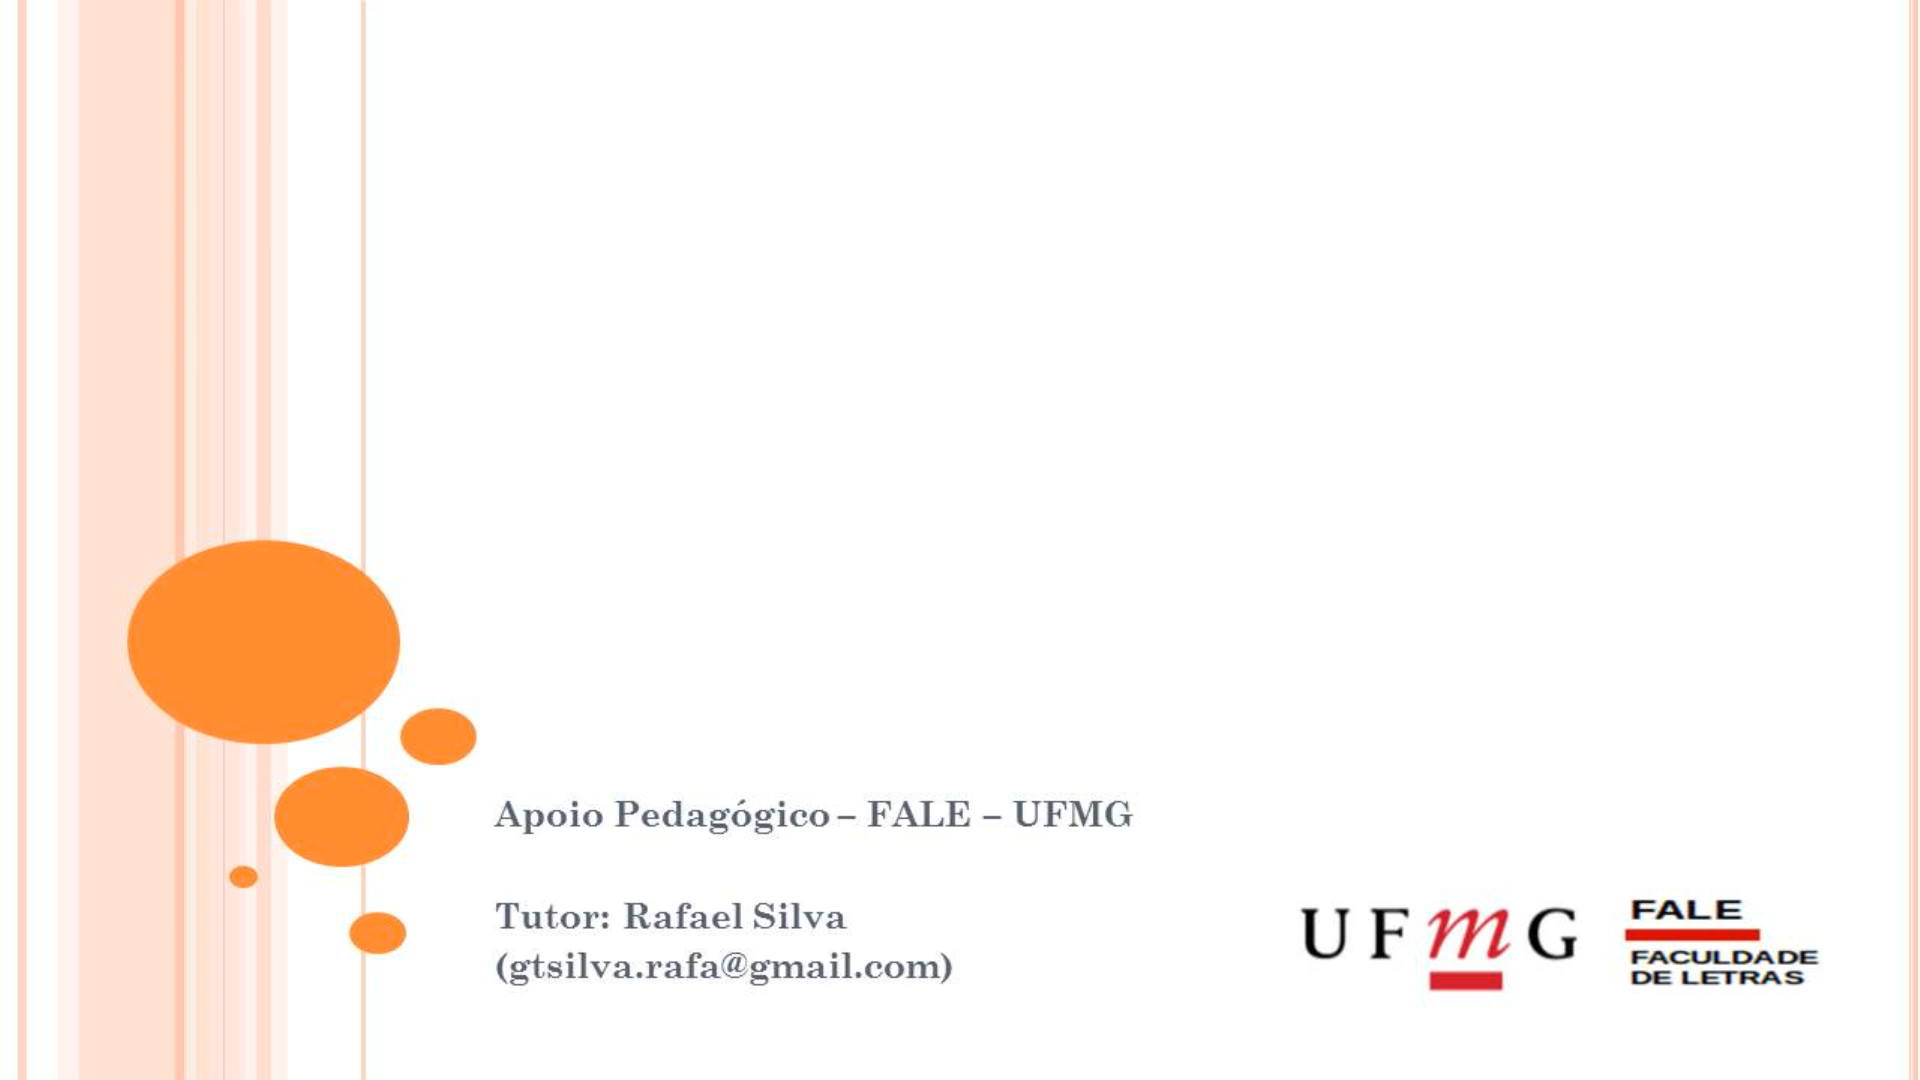 Apoio Pedagógico – FALE – UFMG
Tutor: Rafael Silva
(gtsilva.rafa@gmail.com)
UFmG
FALE
FACULDADE
DE LETRAS